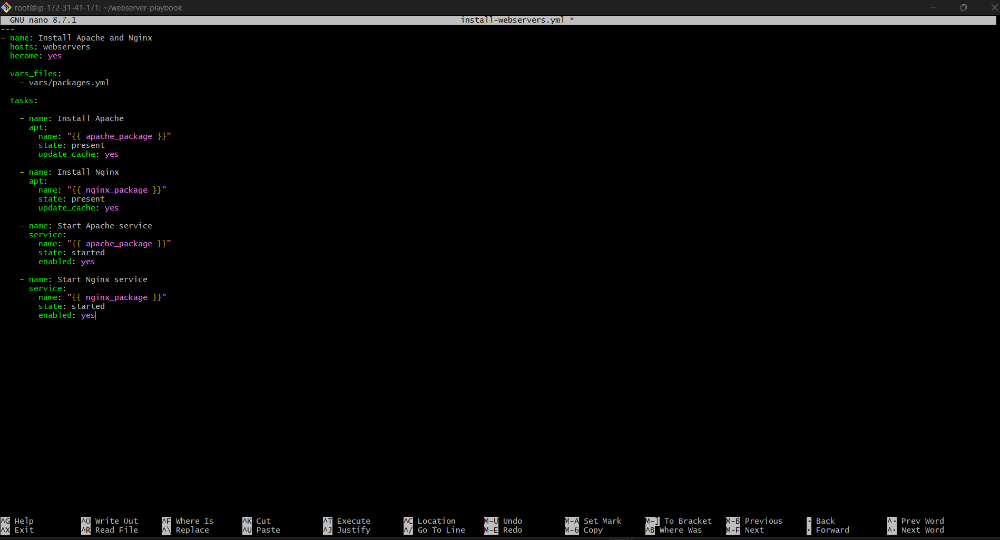 root@ip-172-31-41-171: ~/webserver-playbook
GNU nano 8.7.1 install-webservers.yml *
---
- name: Install Apache and Nginx
  hosts: webservers
  become: yes

  vars_files:
    - vars/packages.yml

  tasks:

    - name: Install Apache
      apt:
        name: "{{ apache_package }}"
        state: present
        update_cache: yes

    - name: Install Nginx
      apt:
        name: "{{ nginx_package }}"
        state: present
        update_cache: yes

    - name: Start Apache service
      service:
        name: "{{ apache_package }}"
        state: started
        enabled: yes

    - name: Start Nginx service
      service:
        name: "{{ nginx_package }}"
        state: started
        enabled: yes

^G Help ^O Write Out ^F Where Is ^K Cut ^T Execute ^C Location M-U Undo M-A Set Mark M-] To Bracket M-B Previous ◂ Back ^◂ Prev Word
^X Exit ^R Read File ^\ Replace ^U Paste ^J Justify ^/ Go To Line M-E Redo M-6 Copy ^B Where Was M-F Next ▸ Forward ^▸ Next Word